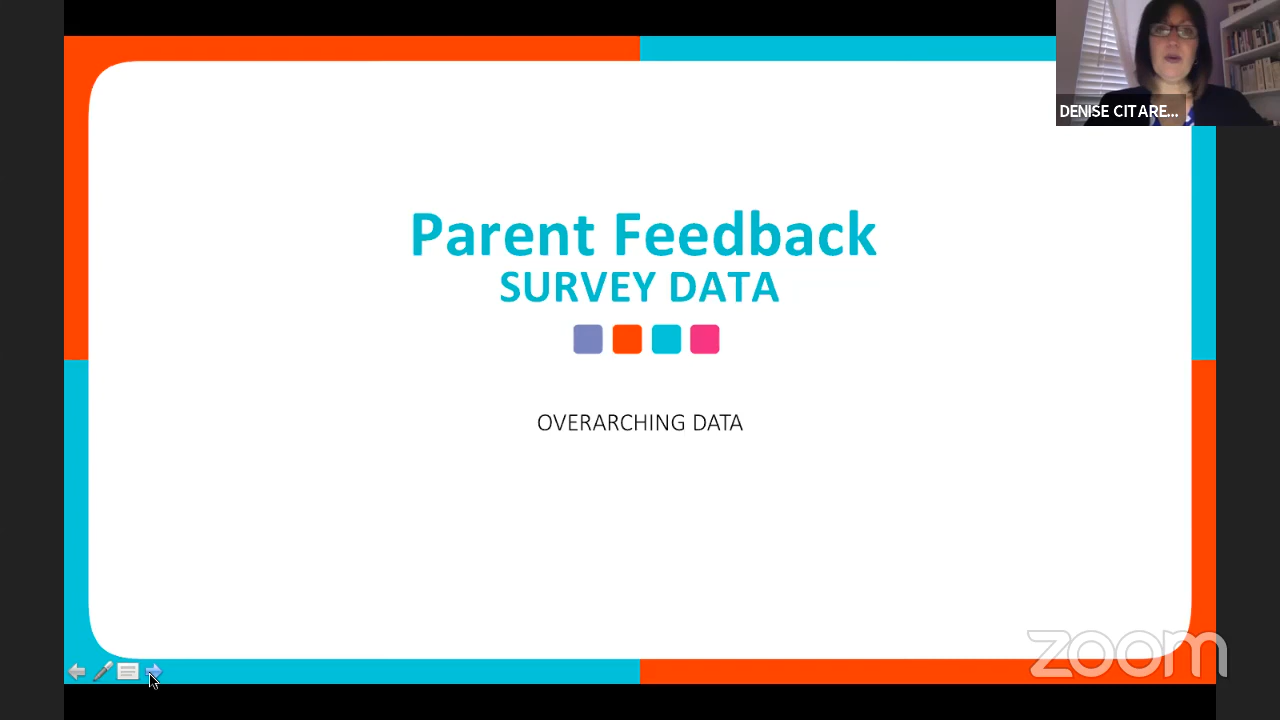 DENISE CITARE...
Parent Feedback
SURVEY DATA
OVERARCHING DATA
zoom